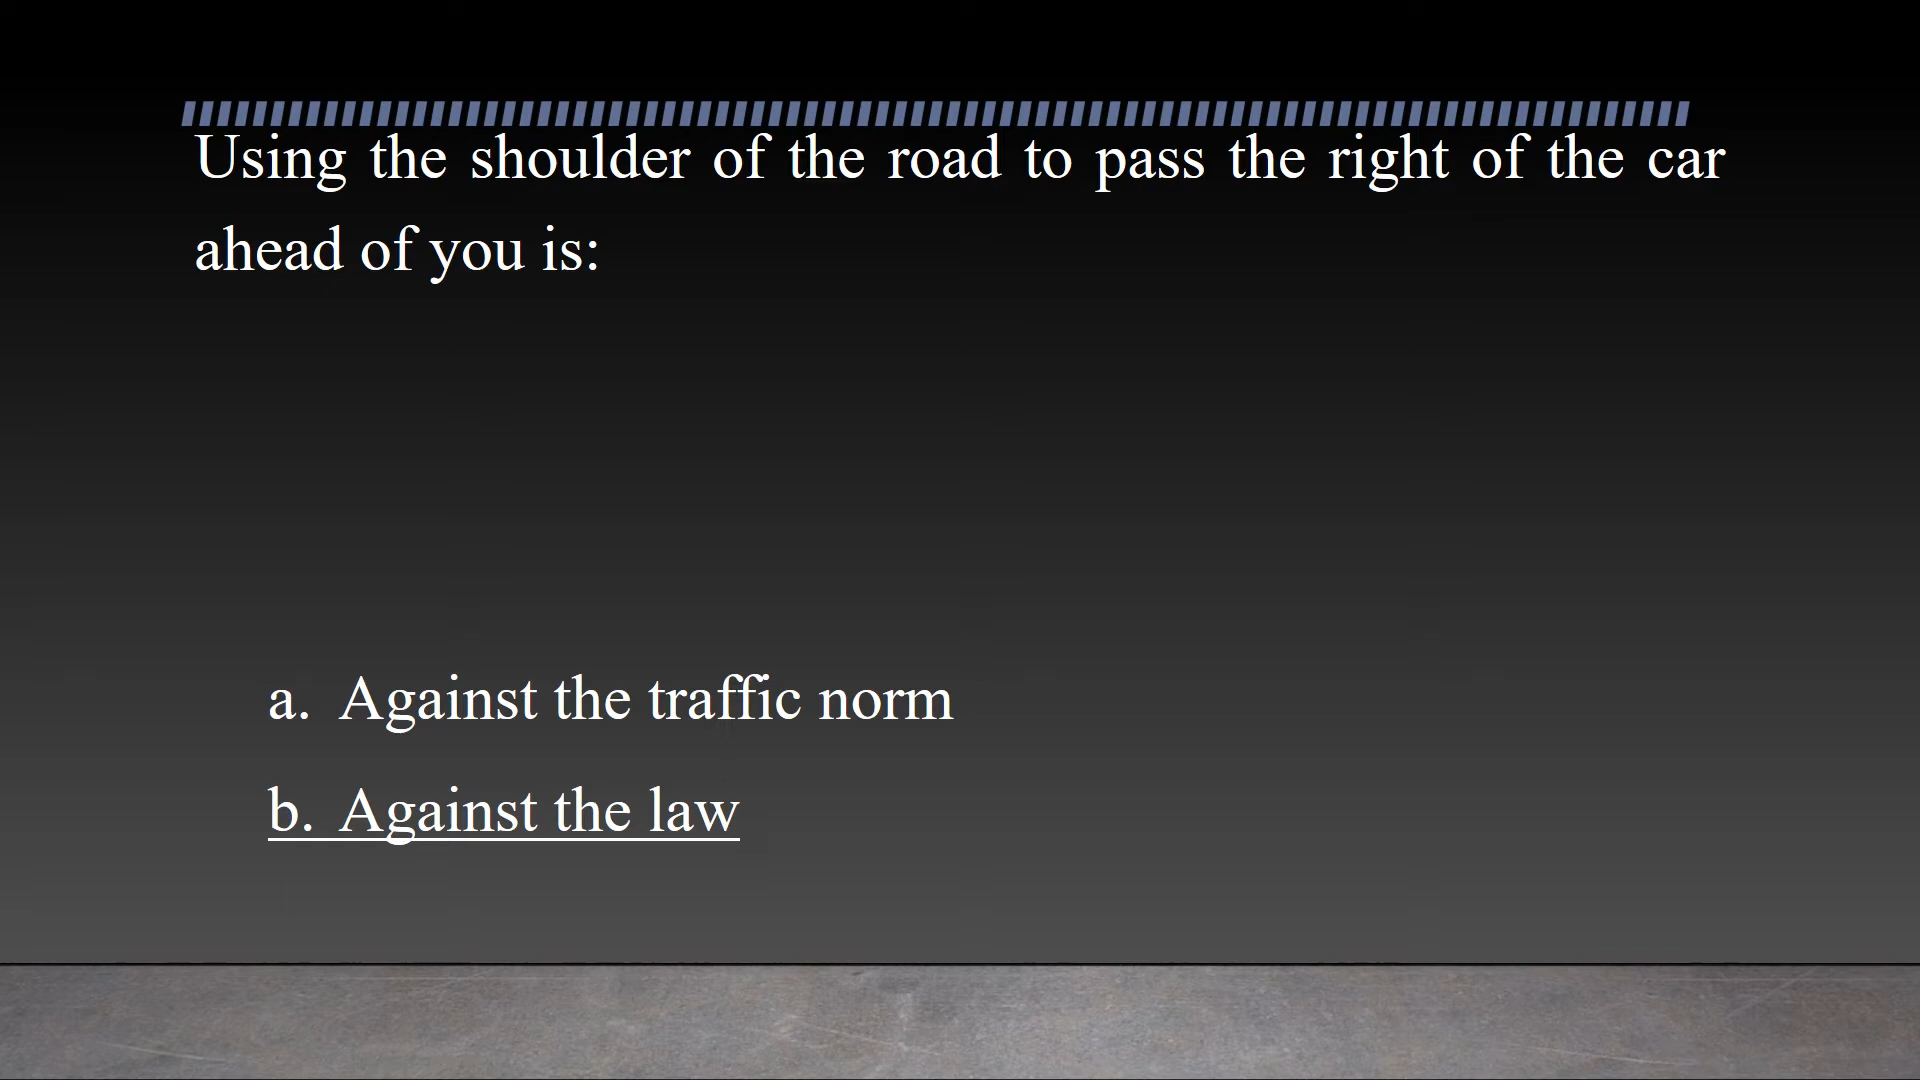 Using the shoulder of the road to pass the right of the car
ahead of you is:
a. Against the traffic norm
b. Against the law